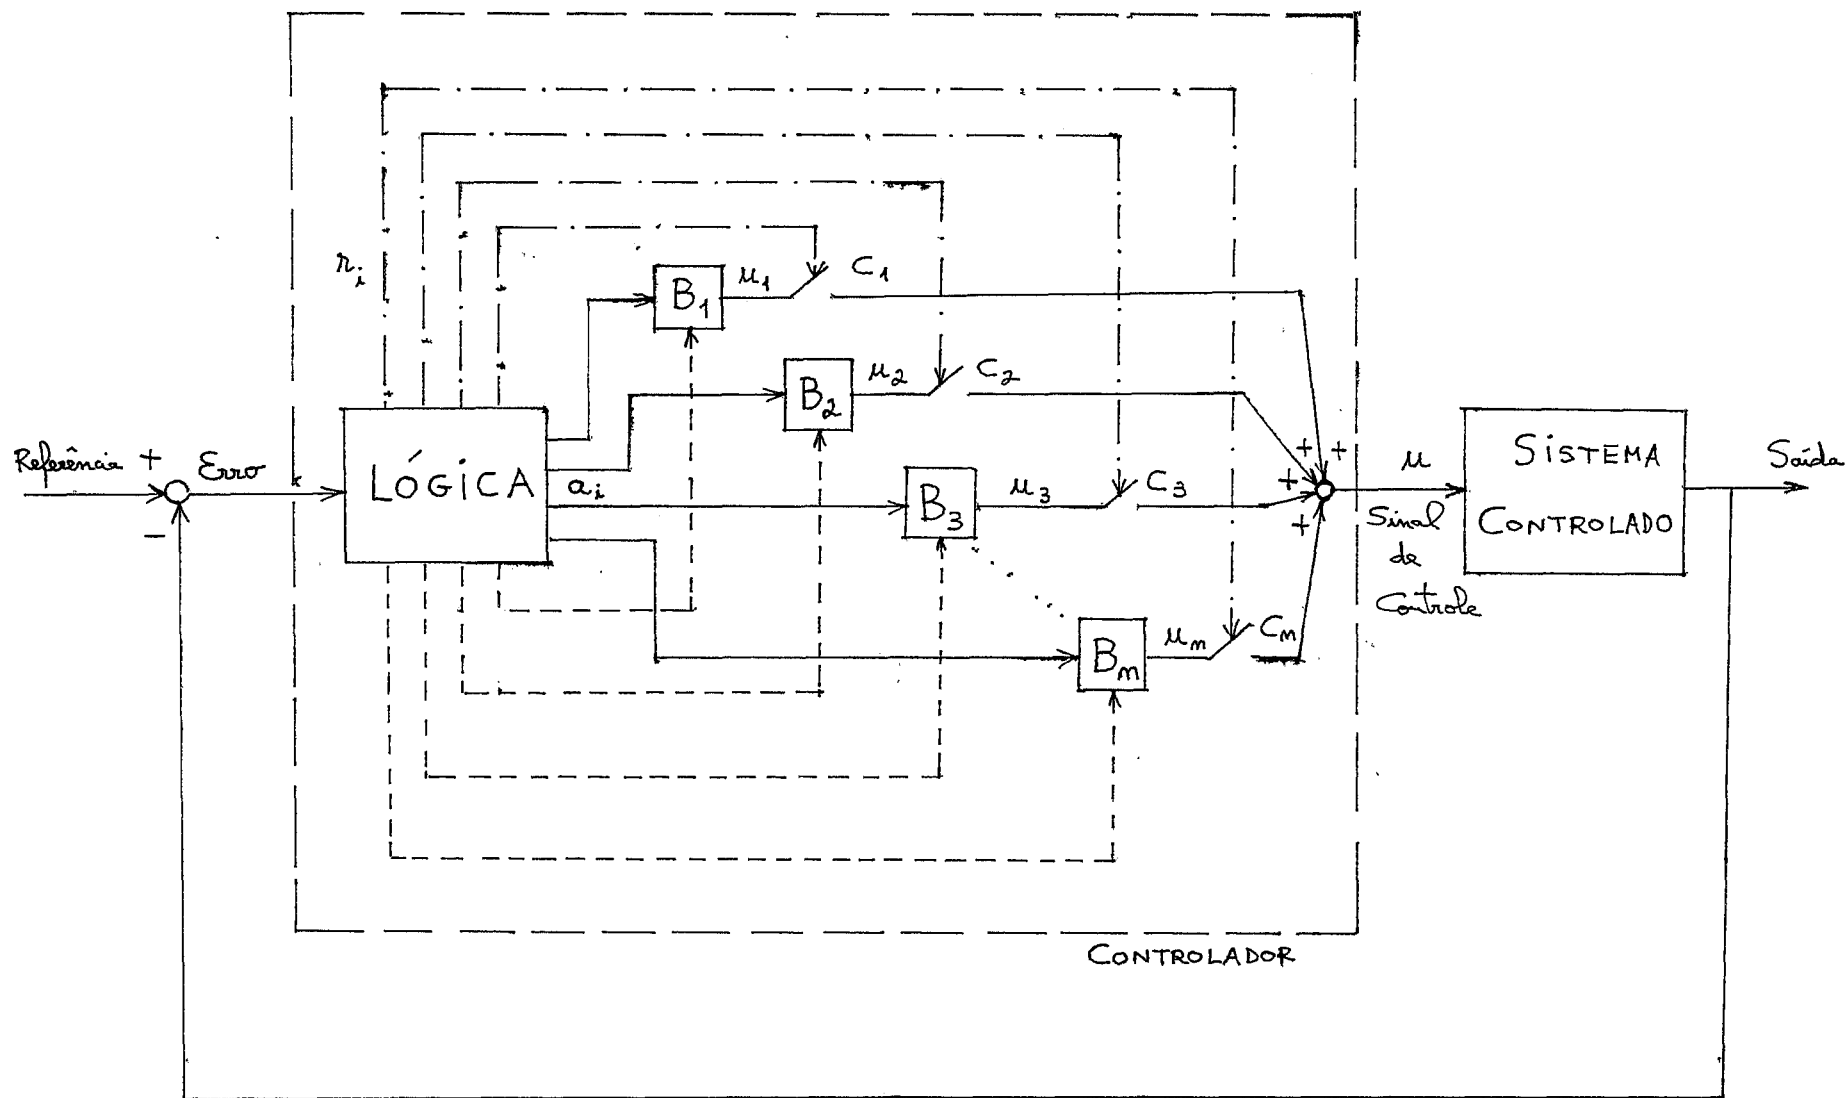 r_i
B_1
u_1
C_1
B_2
u_2
C_2
Referência
+
-
Erro
LÓGICA
a_i
B_3
u_3
C_3
+
+
+
+
u
Sinal
de
Controle
SISTEMA
CONTROLADO
Saída
B_m
u_m
C_m
CONTROLADOR